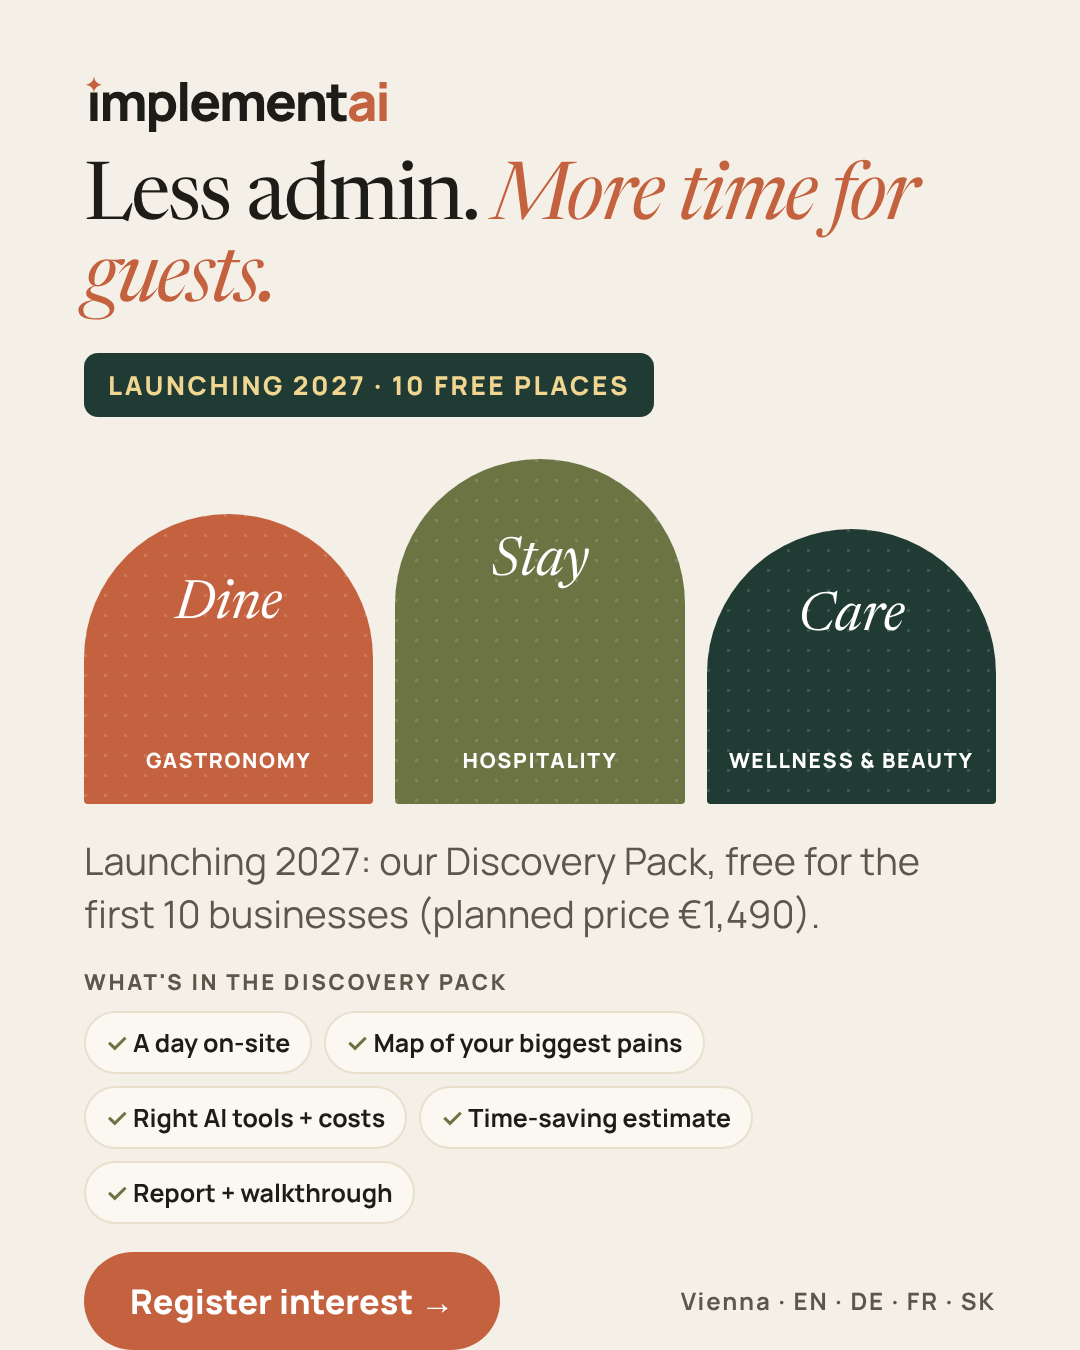 implementai
Less admin. More time for
guests.
LAUNCHING 2027 · 10 FREE PLACES
Dine
Stay
Care
GASTRONOMY
HOSPITALITY
WELLNESS & BEAUTY
Launching 2027: our Discovery Pack, free for the
first 10 businesses (planned price €1,490).
WHAT'S IN THE DISCOVERY PACK
✓ A day on-site
✓ Map of your biggest pains
✓ Right AI tools + costs
✓ Time-saving estimate
✓ Report + walkthrough
Register interest →
Vienna · EN · DE · FR · SK